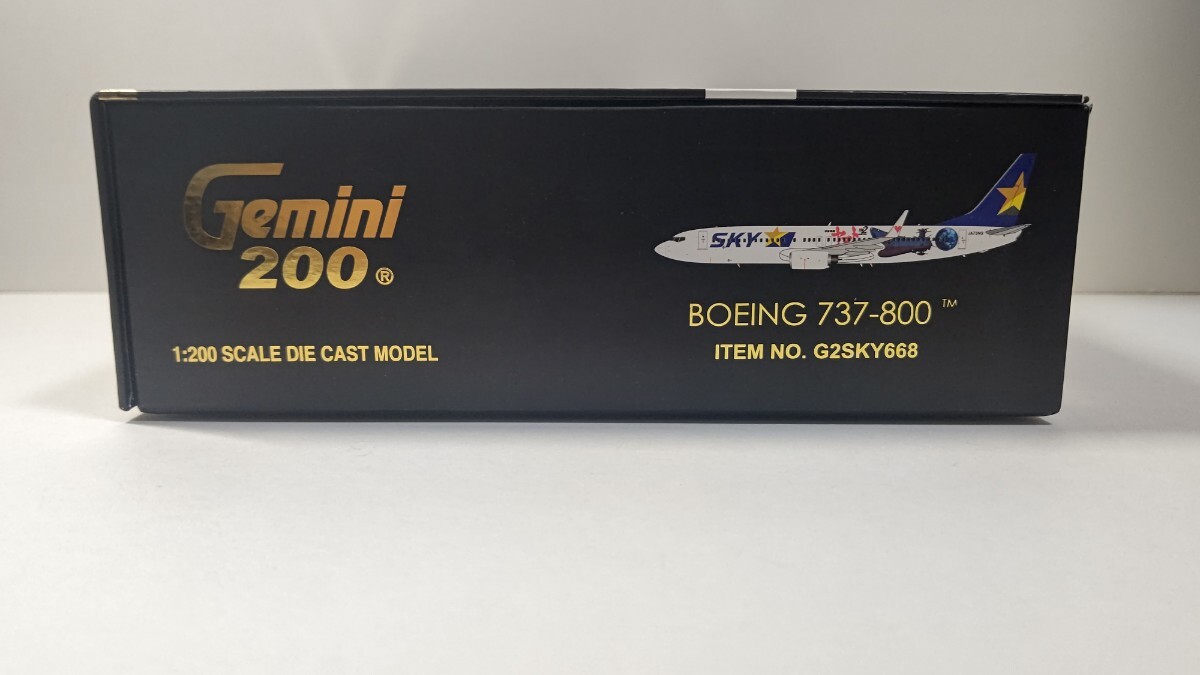 Gemini
200®
1:200 SCALE DIE CAST MODEL
SKY
BOEING 737-800™
ITEM NO. G2SKY668